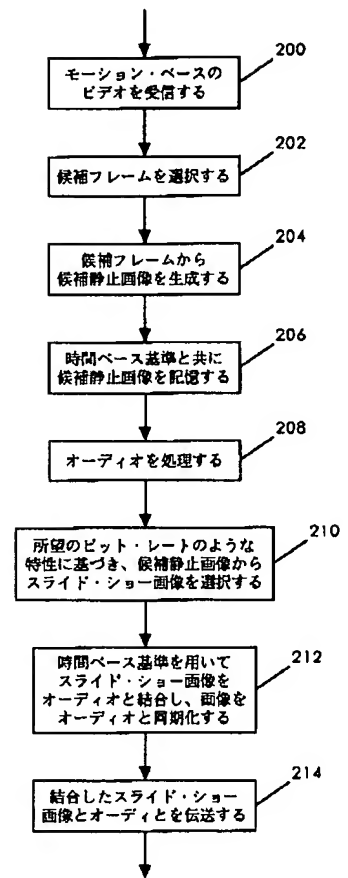 200
モーション・ベースの
ビデオを受信する
202
候補フレームを選択する
204
候補フレームから
候補静止画像を生成する
206
時間ベース基準と共に
候補静止画像を記憶する
208
オーディオを処理する
210
所望のビット・レートのような
特性に基づき、候補静止画像から
スライド・ショー画像を選択する
212
時間ベース基準を用いて
スライド・ショー画像を
オーディオと結合し、画像を
オーディオと同期化する
214
結合したスライド・ショー
画像とオーディとを伝送する